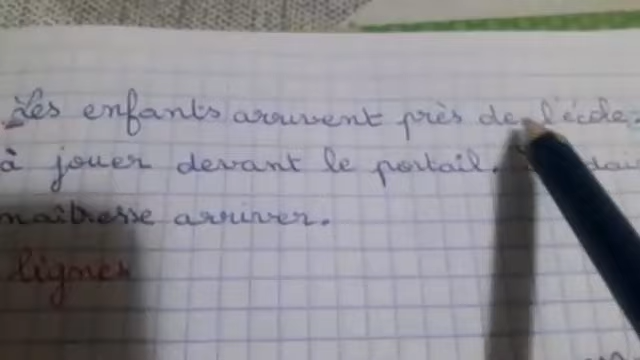 Les enfants arrivent près de l'école
à jouer devant le portail.
maîtresse arriver.
lignes